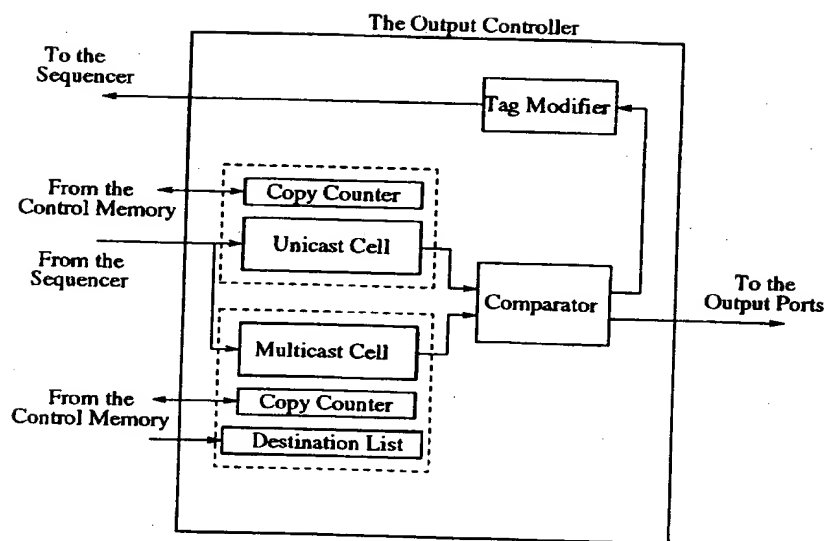 The Output Controller
To the
Sequencer
Tag Modifier
From the
Control Memory
Copy Counter
Unicast Cell
From the
Sequencer
Comparator
To the
Output Ports
Multicast Cell
From the
Control Memory
Copy Counter
Destination List